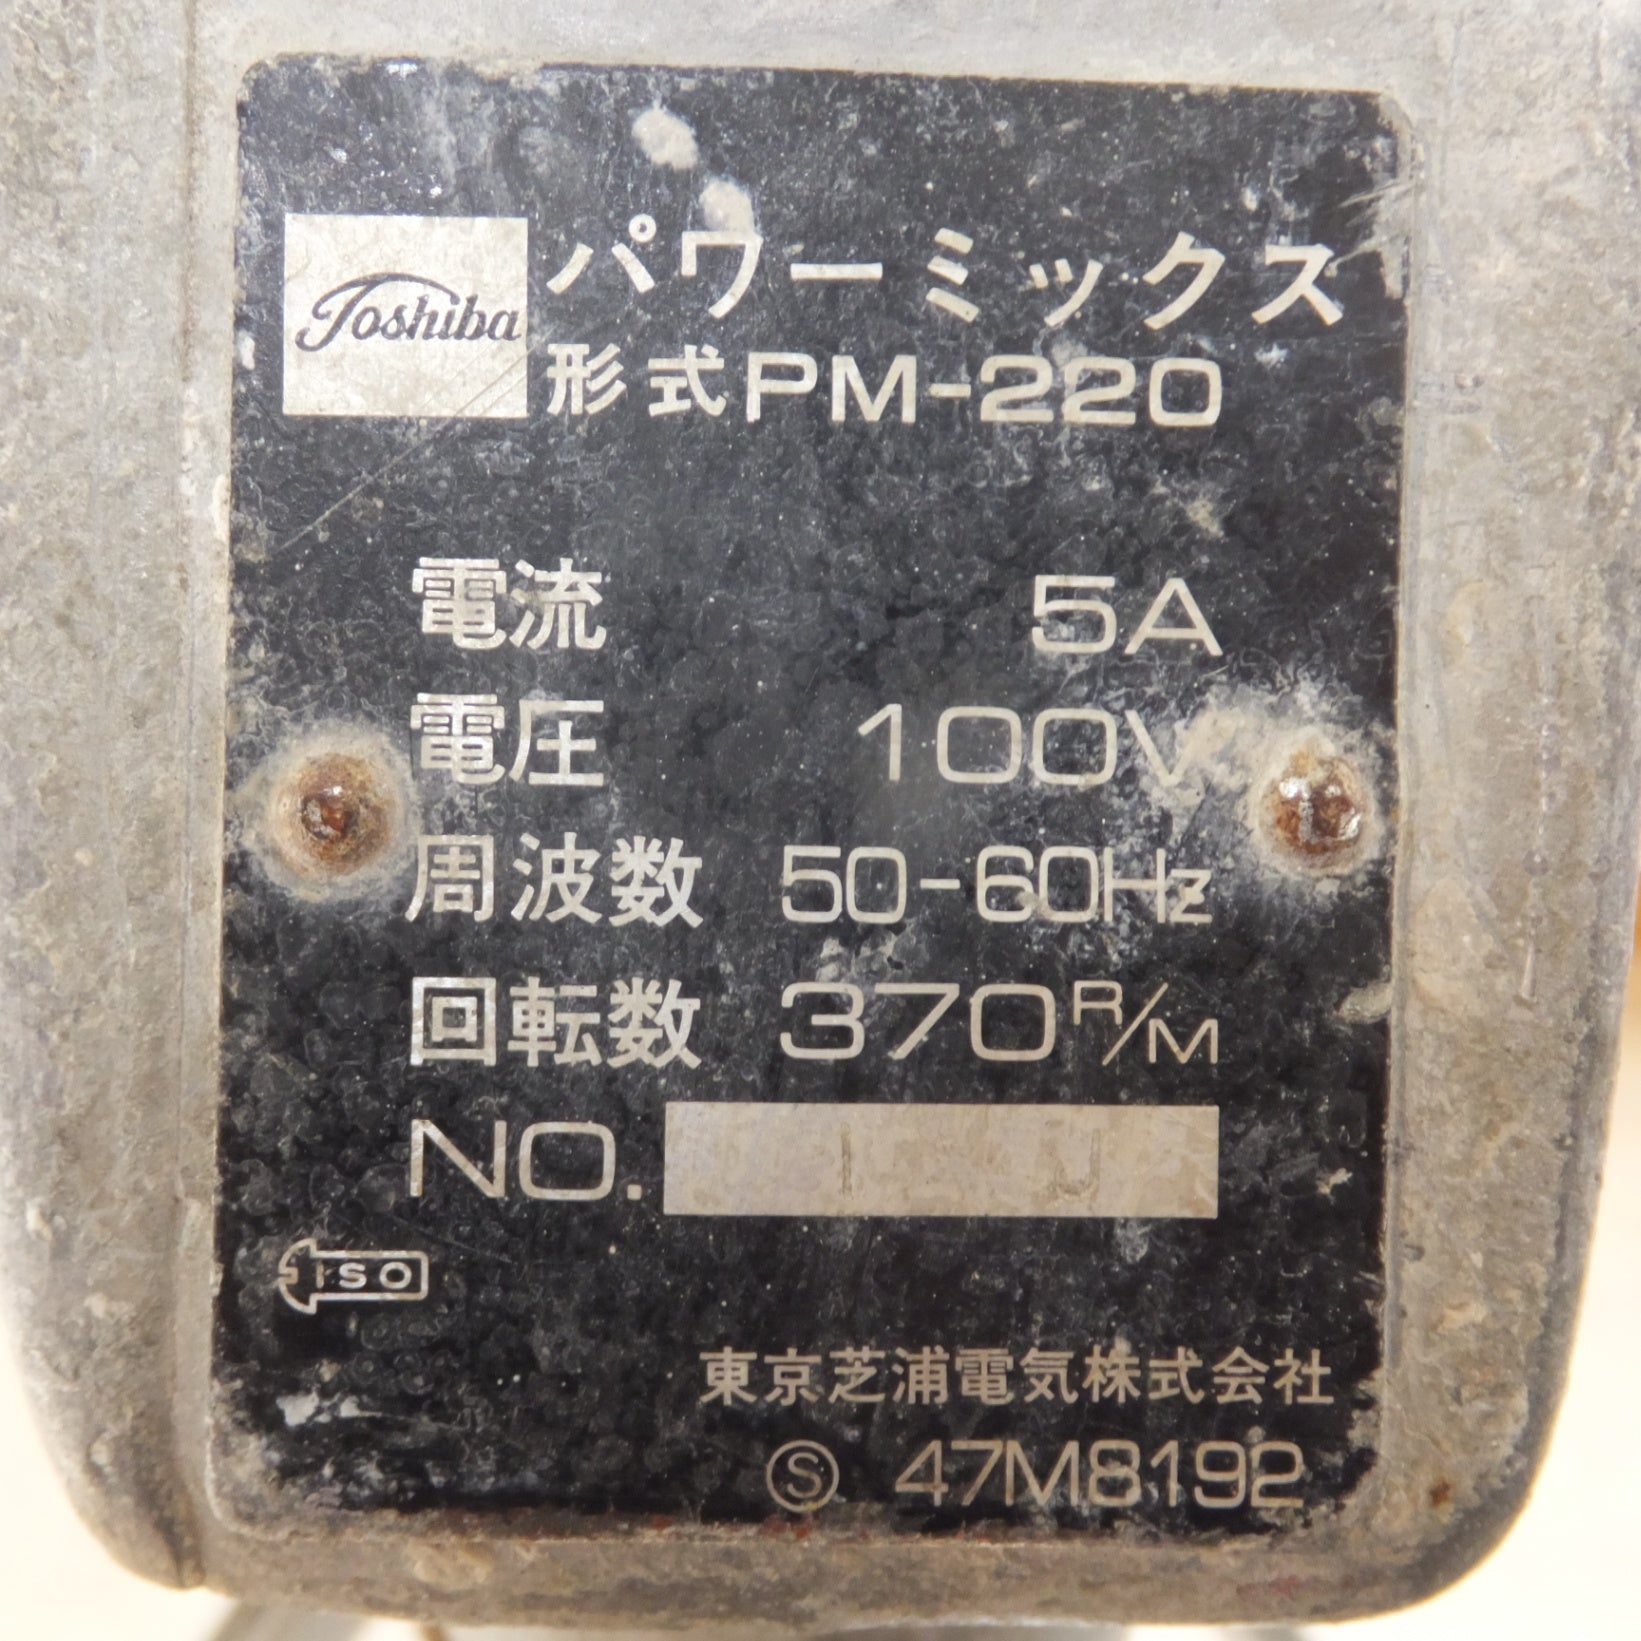 Toshiba
パワーミックス
形式PM-220
電流 5A
電圧 100V
周波数 50-60Hz
回転数 370R/M
NO.
ISO
東京芝浦電気株式会社
Ⓢ 47M8192